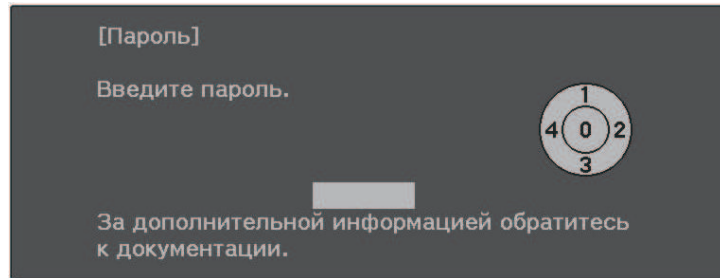 [Пароль]
Введите пароль.
1
4 0 2
3
За дополнительной информацией обратитесь
к документации.